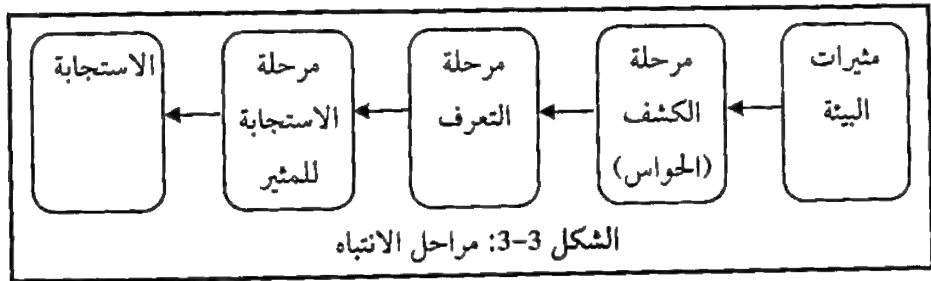 مثيرات
البيئة
مرحلة
الكشف
(الحواس)
مرحلة
التعرف
مرحلة
الاستجابة
للمثير
الاستجابة
الشكل 3-3: مراحل الانتباه